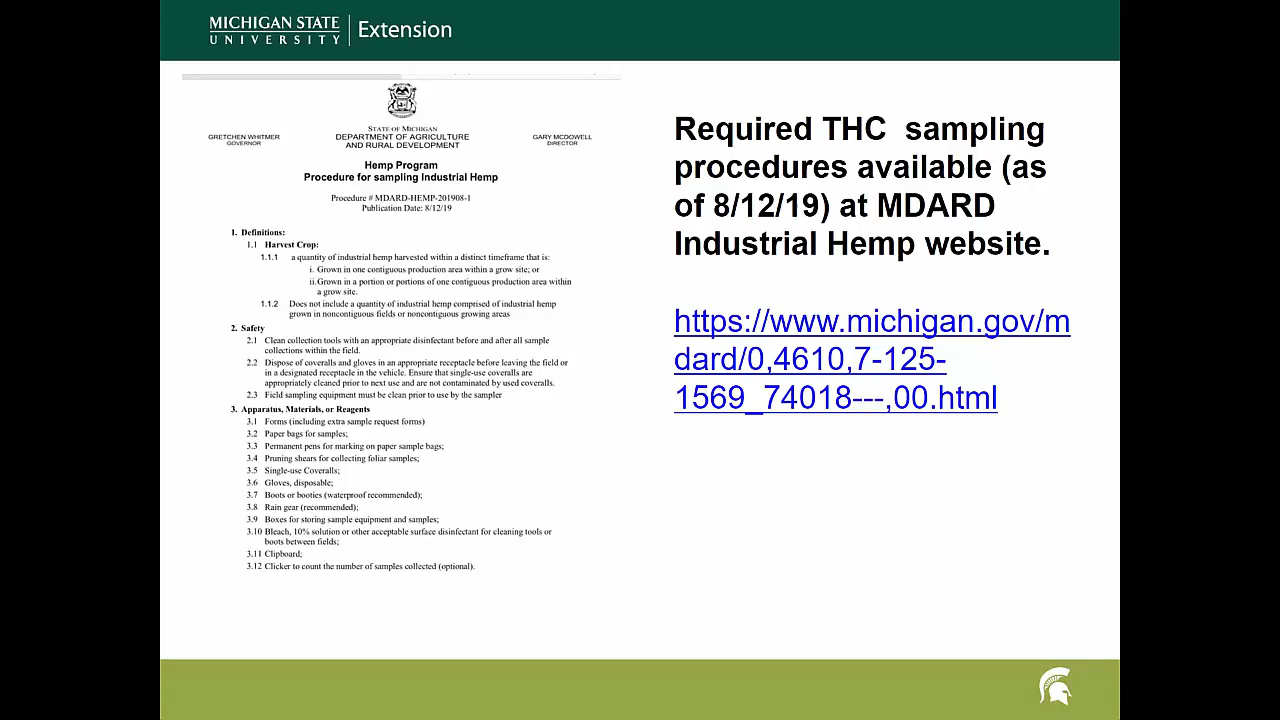 MICHIGAN STATE
UNIVERSITY
Extension
GRETCHEN WHITMER
GOVERNOR
STATE OF MICHIGAN
DEPARTMENT OF AGRICULTURE
AND RURAL DEVELOPMENT
GARY MCDOWELL
DIRECTOR
Hemp Program
Procedure for sampling Industrial Hemp
Procedure # MDARD-HEMP-201908-1
Publication Date: 8/12/19
1. Definitions:
1.1 Harvest Crop:
1.1.1 a quantity of industrial hemp harvested within a distinct timeframe that is:
i. Grown in one contiguous production area within a grow site; or
ii.Grown in a portion or portions of one contiguous production area within
a grow site.
1.1.2 Does not include a quantity of industrial hemp comprised of industrial hemp
grown in noncontiguous fields or noncontiguous growing areas
2. Safety
2.1 Clean collection tools with an appropriate disinfectant before and after all sample
collections within the field.
2.2 Dispose of coveralls and gloves in an appropriate receptacle before leaving the field or
in a designated receptacle in the vehicle. Ensure that single-use coveralls are
appropriately cleaned prior to next use and are not contaminated by used coveralls.
2.3 Field sampling equipment must be clean prior to use by the sampler
3. Apparatus, Materials, or Reagents
3.1 Forms (including extra sample request forms)
3.2 Paper bags for samples;
3.3 Permanent pens for marking on paper sample bags;
3.4 Pruning shears for collecting foliar samples;
3.5 Single-use Coveralls;
3.6 Gloves, disposable;
3.7 Boots or booties (waterproof recommended);
3.8 Rain gear (recommended);
3.9 Boxes for storing sample equipment and samples;
3.10 Bleach, 10% solution or other acceptable surface disinfectant for cleaning tools or
boots between fields;
3.11 Clipboard;
3.12 Clicker to count the number of samples collected (optional).
Required THC sampling
procedures available (as
of 8/12/19) at MDARD
Industrial Hemp website.
https://www.michigan.gov/m
dard/0,4610,7-125-
1569_74018---,00.html